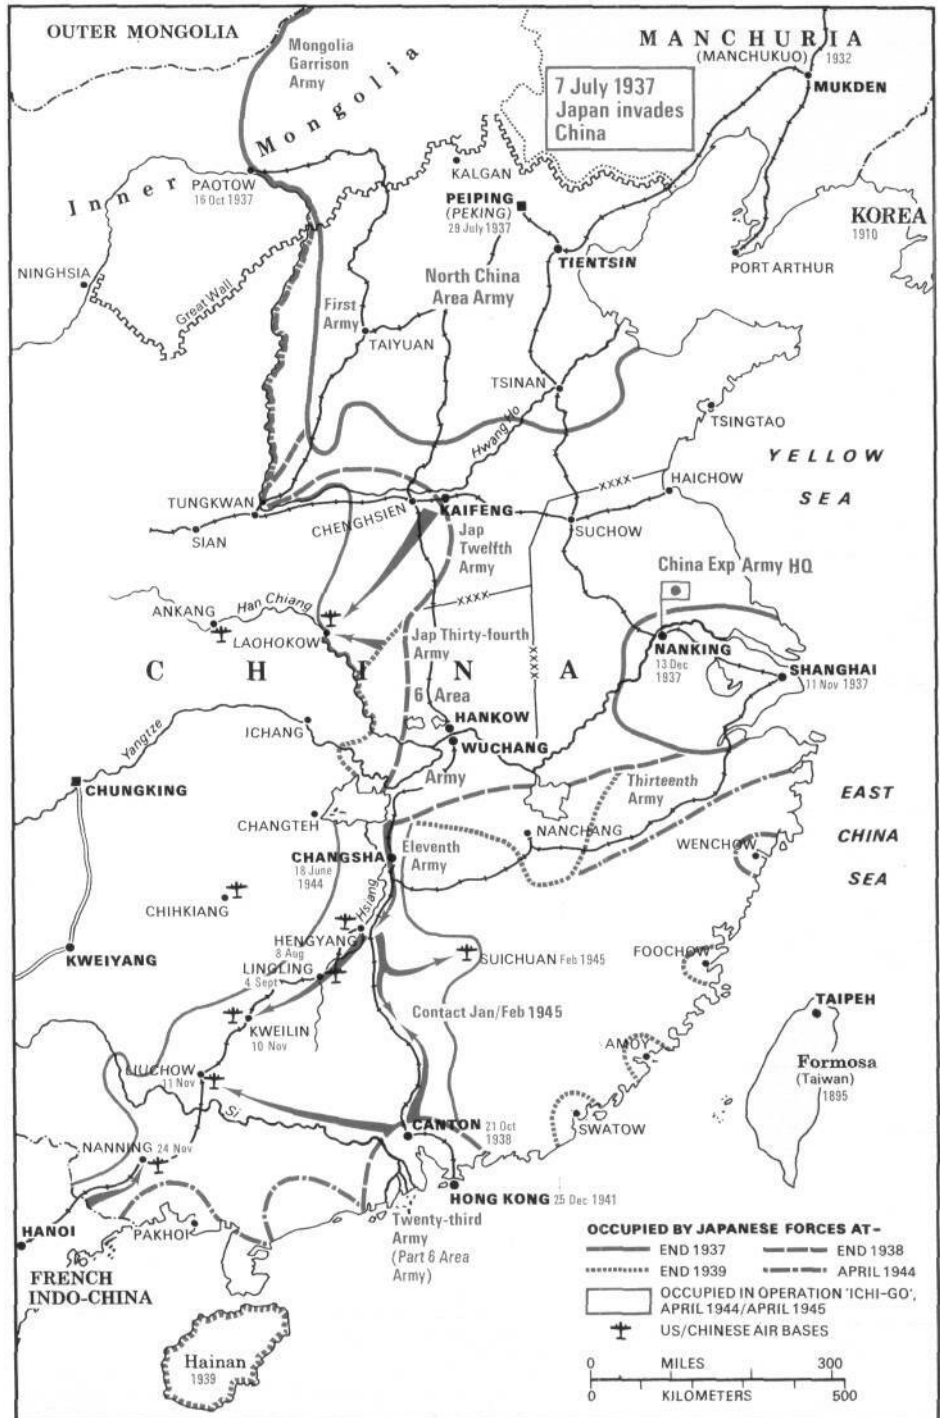 OUTER MONGOLIA
Mongolia
Garrison
Army
MANCHURIA
(MANCHUKUO)
1932
MUKDEN
7 July 1937
Japan invades
China
Inner Mongolia
KALGAN
PAOTOW
16 Oct 1937
PEIPING
(PEKING)
29 July 1937
KOREA
1910
TIENTSIN
PORT ARTHUR
NINGHSIA
Great Wall
North China
Area Army
First
Army
TAIYUAN
TSINAN
TSINGTAO
Hwang Ho
YELLOW
SEA
TUNGKWAN
CHENGHSIEN
KAIFENG
HAICHOW
xxxx
SIAN
SUCHOW
Jap
Twelfth
Army
China Exp Army HQ
xxxx
ANKANG
Han Chiang
LAOHOKOW
Jap Thirty-fourth
Army
xxxx
NANKING
13 Dec
1937
SHANGHAI
11 Nov 1937
CHINA
6 Area
Army
ICHANG
HANKOW
WUCHANG
Yangtze
CHUNGKING
Thirteenth
Army
EAST
CHINA
SEA
CHANGTEH
NANCHANG
WENCHOW
CHANGSHA
18 June
1944
Eleventh
Army
CHIHKIANG
Hsiang
HENGYANG
8 Aug
SUICHUAN Feb 1945
FOOCHOW
KWEIYANG
LINGLING
4 Sept
Contact Jan/Feb 1945
TAIPEH
KWEILIN
10 Nov
AMOY
Formosa
(Taiwan)
1895
LIUCHOW
11 Nov
Si
SWATOW
CANTON 21 Oct
1938
NANNING 24 Nov
HONG KONG 25 Dec 1941
PAKHOI
HANOI
Twenty-third
Army
(Part 6 Area
Army)
FRENCH
INDO-CHINA
Hainan
1939
OCCUPIED BY JAPANESE FORCES AT–
END 1937
END 1938
END 1939
APRIL 1944
OCCUPIED IN OPERATION 'ICHI-GO',
APRIL 1944/APRIL 1945
US/CHINESE AIR BASES
0 MILES 300
0 KILOMETERS 500